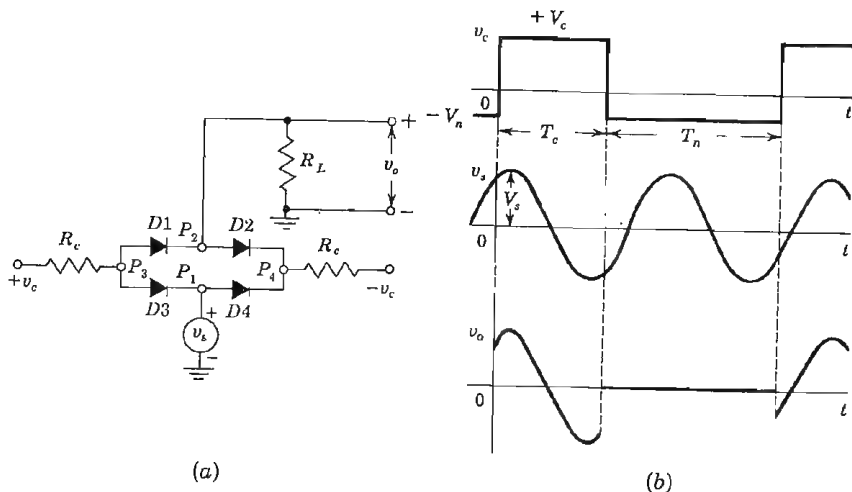 R_L
v_o
+
−
D1
P_2
D2
R_c
P_3
P_1
P_4
R_c
+v_c
D3
+
D4
−v_c
v_s
−
(a)
v_c
+ V_c
0
− V_n
T_c
T_n
t
v_s
V_s
0
t
v_o
0
t
(b)